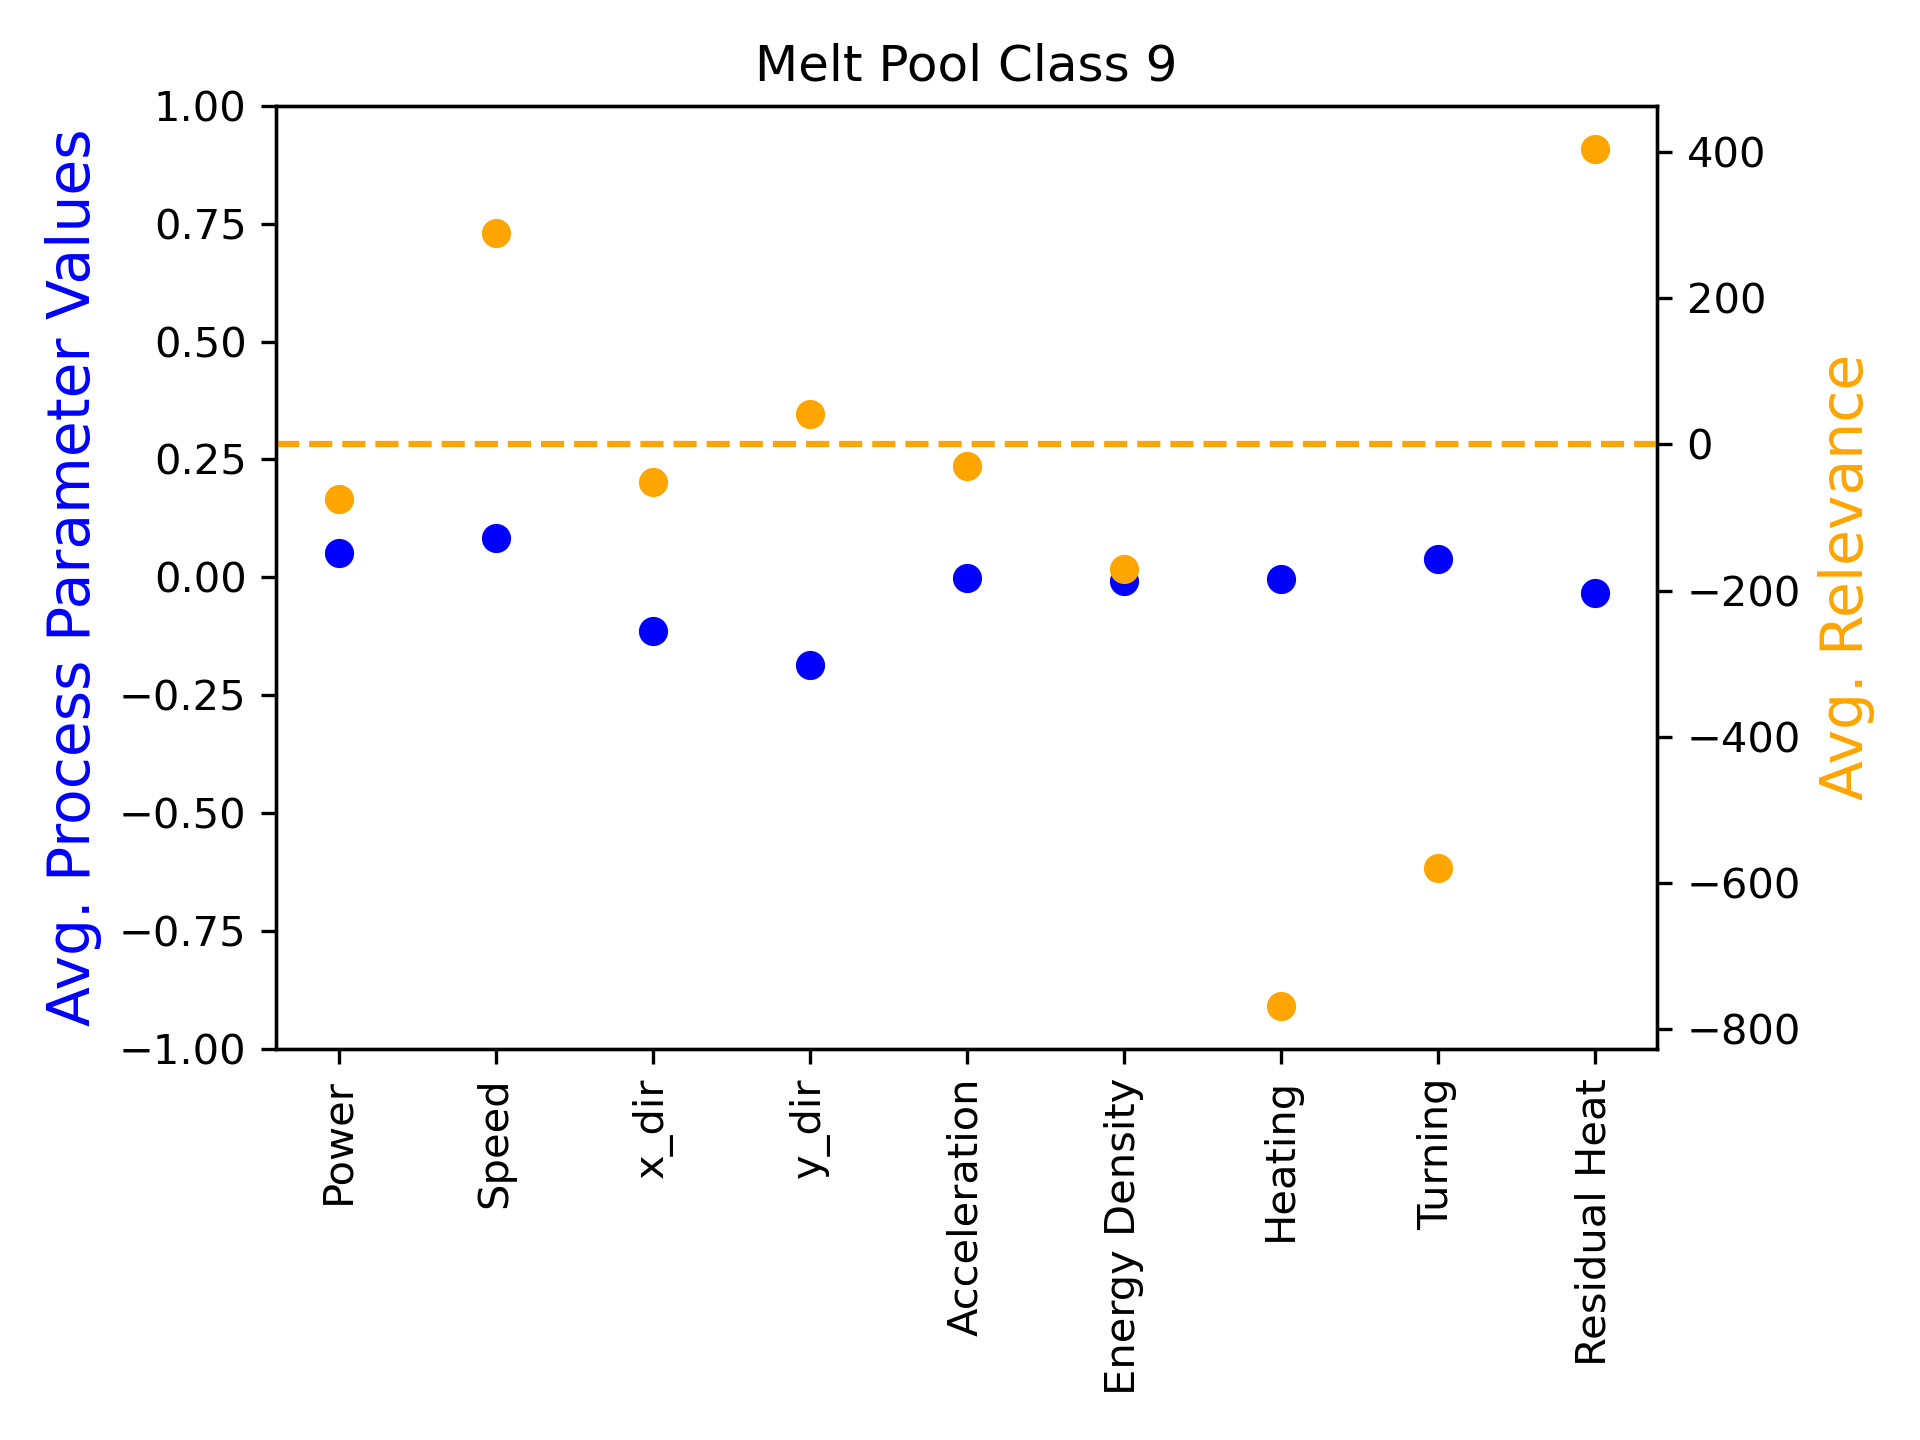 Melt Pool Class 9
Avg. Process Parameter Values
1.00
0.75
0.50
0.25
0.00
−0.25
−0.50
−0.75
−1.00
400
200
0
−200
−400
−600
−800
Avg. Relevance
Power
Speed
x_dir
y_dir
Acceleration
Energy Density
Heating
Turning
Residual Heat